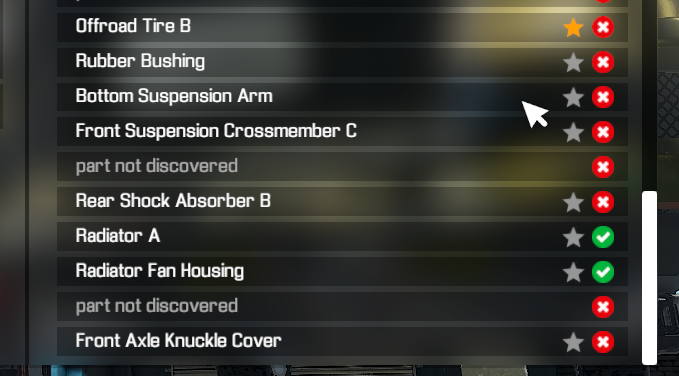 Offroad Tire B
Rubber Bushing
Bottom Suspension Arm
Front Suspension Crossmember C
part not discovered
Rear Shock Absorber B
Radiator A
Radiator Fan Housing
part not discovered
Front Axle Knuckle Cover